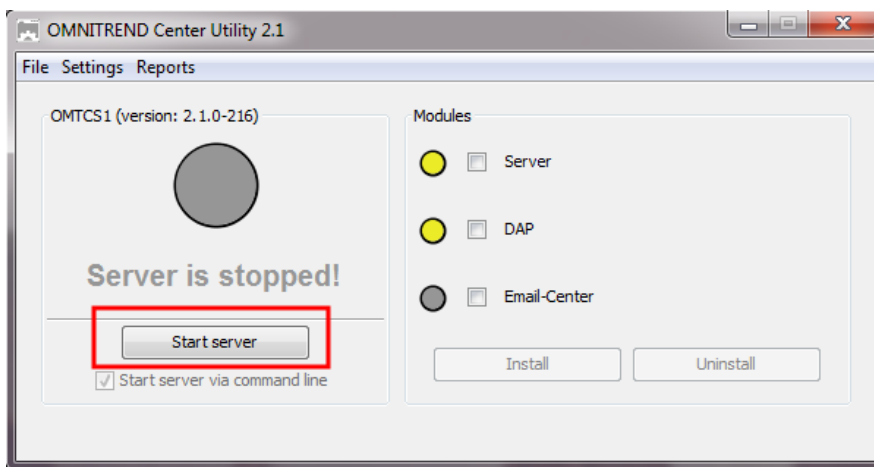 OMNITREND Center Utility 2.1
File Settings Reports
OMTCS1 (version: 2.1.0-216)
Server is stopped!
Start server
Start server via command line
Modules
Server
DAP
Email-Center
Install Uninstall